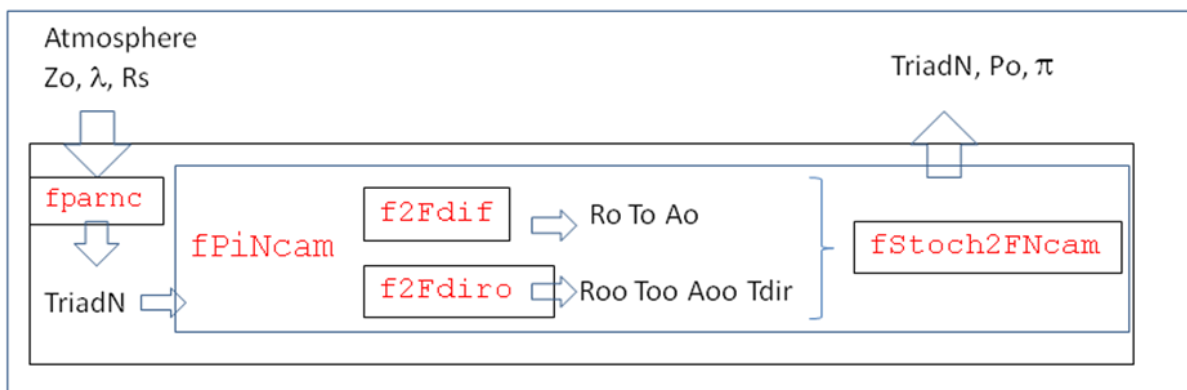 Atmosphere
Zo, λ, Rs
TriadN, Po, π
fparnc
TriadN
fPiNcam
f2Fdif
Ro To Ao
f2Fdiro
Roo Too Aoo Tdir
fStoch2FNcam